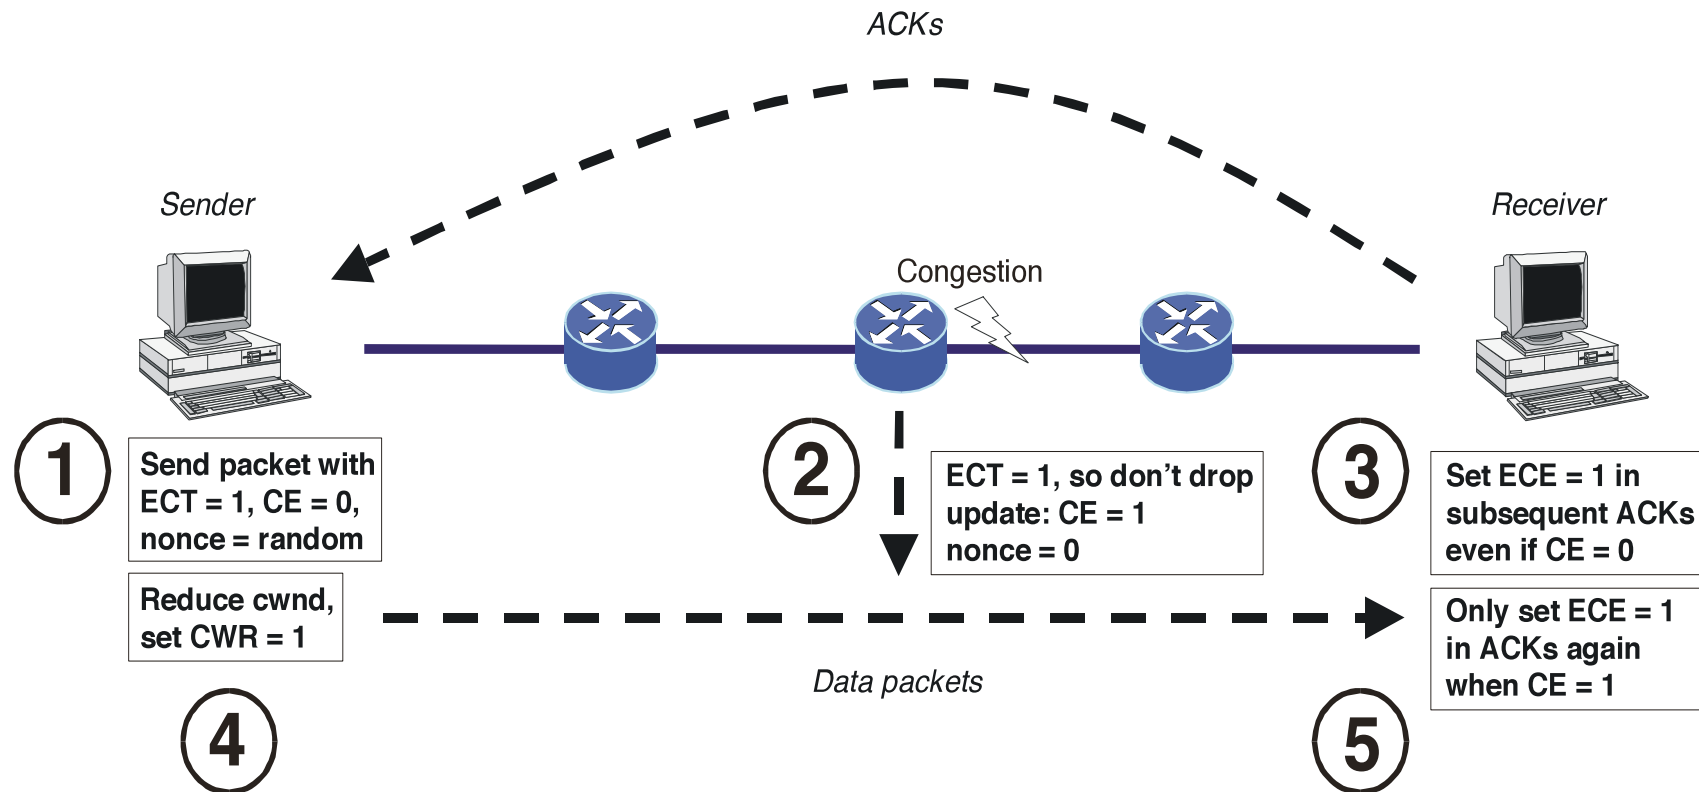 ACKs
Sender
Receiver
Congestion
1
Send packet with
ECT = 1, CE = 0,
nonce = random
2
ECT = 1, so don't drop
update: CE = 1
nonce = 0
3
Set ECE = 1 in
subsequent ACKs
even if CE = 0
Reduce cwnd,
set CWR = 1
4
Data packets
Only set ECE = 1
in ACKs again
when CE = 1
5